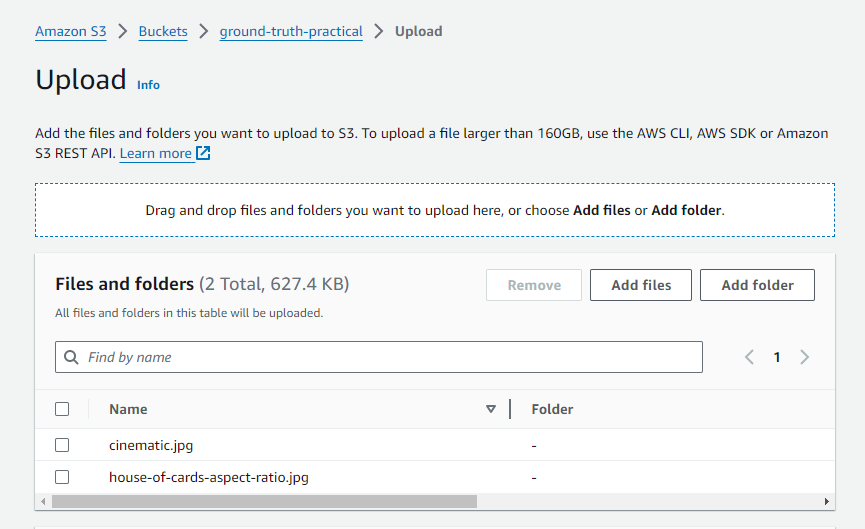 Amazon S3 > Buckets > ground-truth-practical > Upload
Upload Info
Add the files and folders you want to upload to S3. To upload a file larger than 160GB, use the AWS CLI, AWS SDK or Amazon
S3 REST API. Learn more
Drag and drop files and folders you want to upload here, or choose Add files or Add folder.
Files and folders (2 Total, 627.4 KB)
Remove
Add files
Add folder
All files and folders in this table will be uploaded.
Find by name
1
Name
Folder
cinematic.jpg -
house-of-cards-aspect-ratio.jpg -